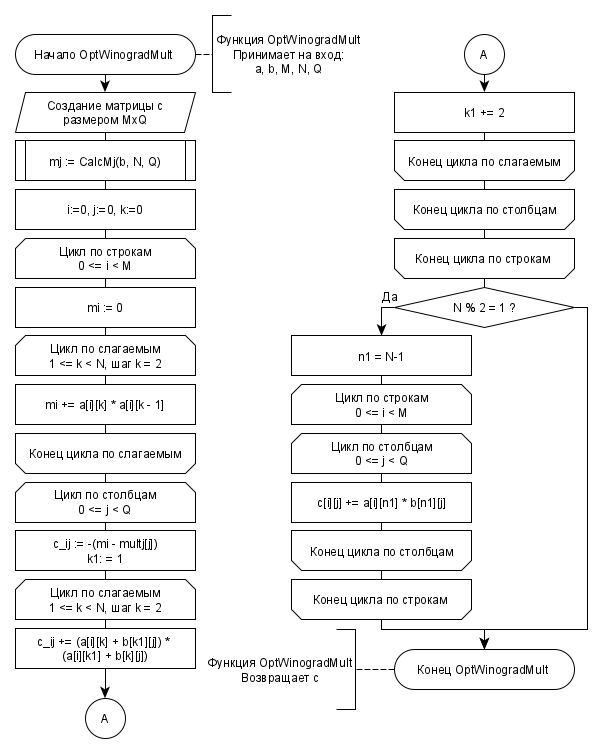 Начало OptWinogradMult
Функция OptWinogradMult
Принимает на вход:
a, b, M, N, Q
Создание матрицы с
размером MxQ
mj := CalcMj(b, N, Q)
i:=0, j:=0, k:=0
Цикл по строкам
0 <= i < M
mi := 0
Цикл по слагаемым
1 <= k < N, шаг k = 2
mi += a[i][k] * a[i][k - 1]
Конец цикла по слагаемым
Цикл по столбцам
0 <= j < Q
c_ij := -(mi - multj[j])
k1: = 1
Цикл по слагаемым
1 <= k < N, шаг k = 2
c_ij += (a[i][k] + b[k1][j]) *
(a[i][k1] + b[k][j])
A
A
k1 += 2
Конец цикла по слагаемым
Конец цикла по столбцам
Конец цикла по строкам
N % 2 = 1 ?
Да
n1 = N-1
Цикл по строкам
0 <= i < M
Цикл по столбцам
0 <= j < Q
c[i][j] += a[i][n1] * b[n1][j]
Конец цикла по столбцам
Конец цикла по строкам
Функция OptWinogradMult
Возвращает c
Конец OptWinogradMult